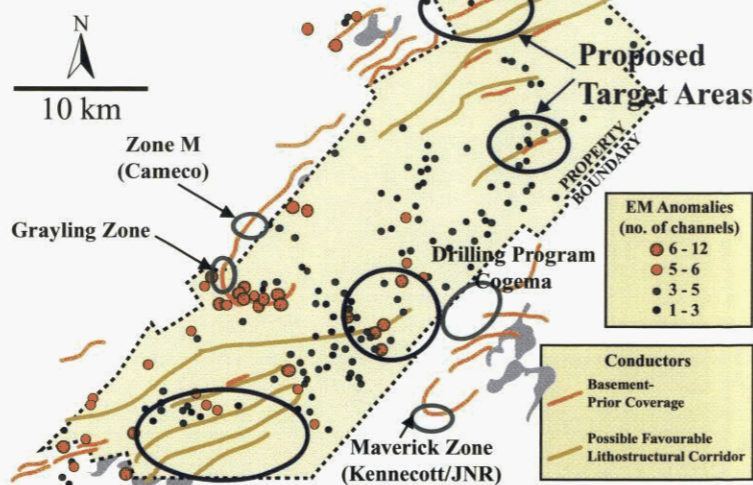 N
10 km
Proposed
Target Areas
Zone M
(Cameco)
Grayling Zone
PROPERTY
BOUNDARY
Drilling Program
Cogema
Maverick Zone
(Kennecott/JNR)
EM Anomalies
(no. of channels)
6 - 12
5 - 6
3 - 5
1 - 3
Conductors
Basement-
Prior Coverage
Possible Favourable
Lithostructural Corridor